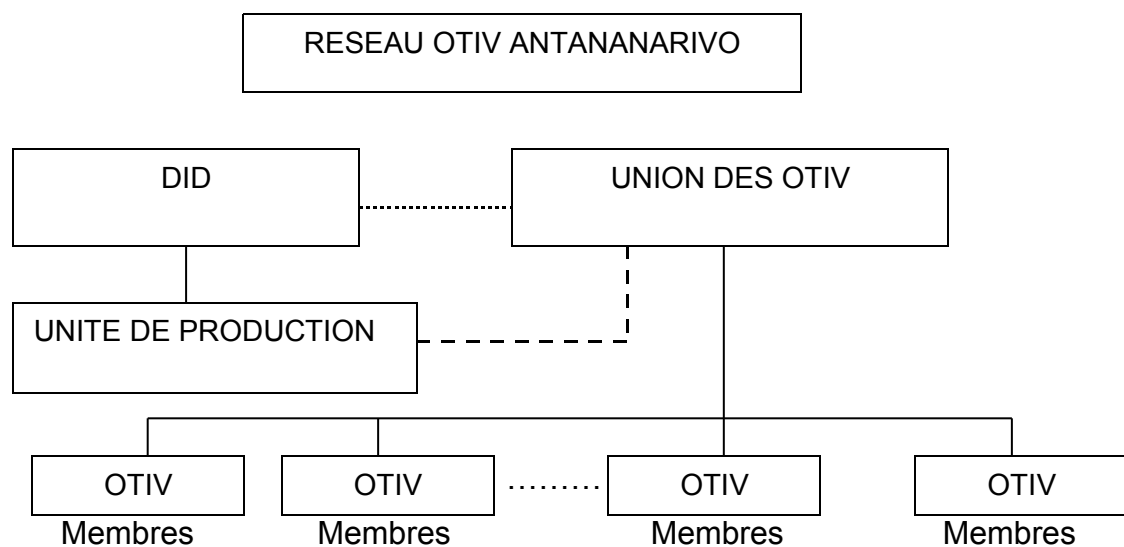 RESEAU OTIV ANTANANARIVO
DID
UNION DES OTIV
UNITE DE PRODUCTION
OTIV
OTIV
..........
OTIV
OTIV
Membres
Membres
Membres
Membres